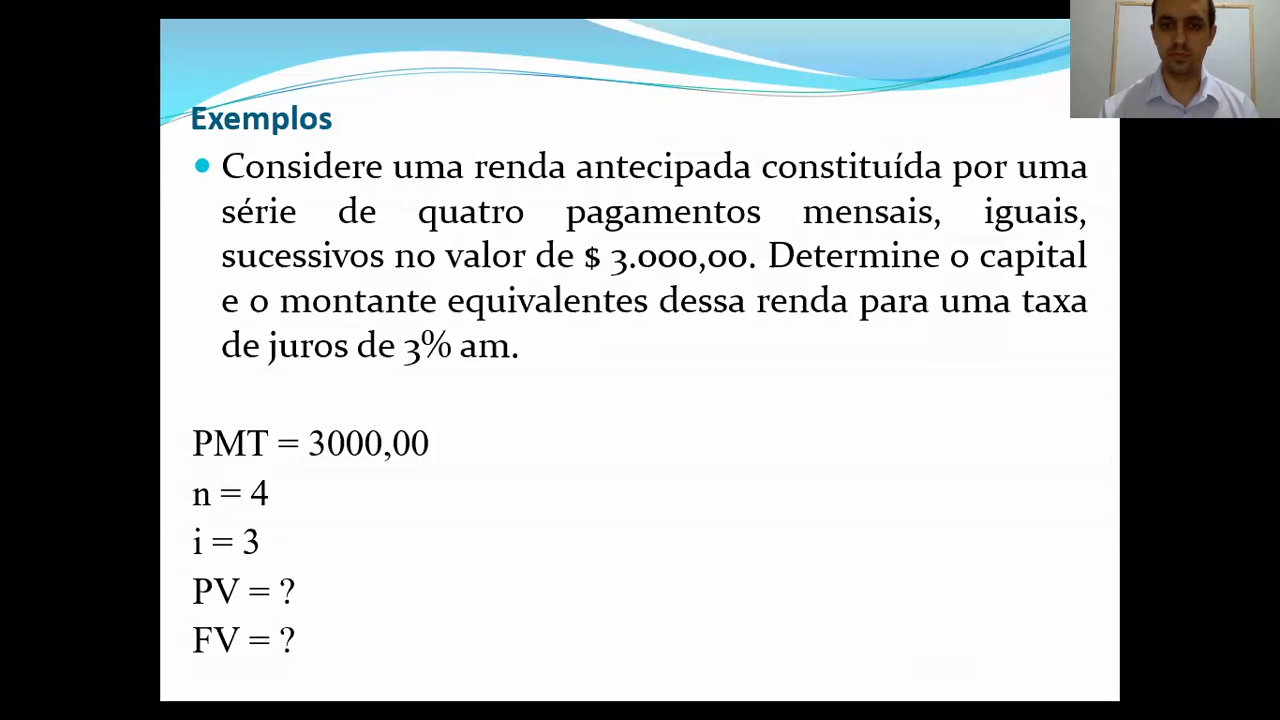 Exemplos
• Considere uma renda antecipada constituída por uma
série de quatro pagamentos mensais, iguais,
sucessivos no valor de $ 3.000,00. Determine o capital
e o montante equivalentes dessa renda para uma taxa
de juros de 3% am.
PMT = 3000,00
n = 4
i = 3
PV = ?
FV = ?